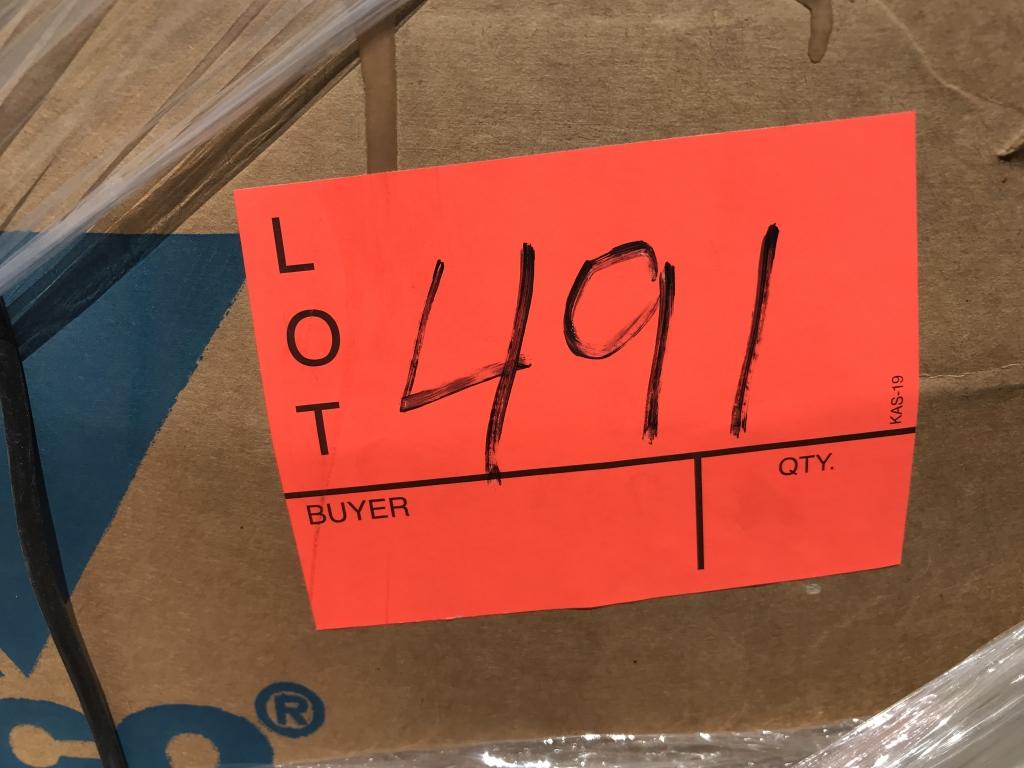 LOT
491
KAS-19
BUYER
QTY.
®